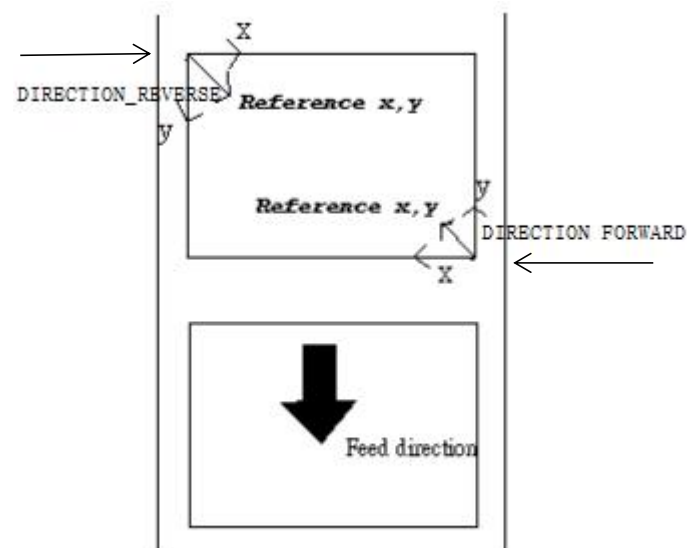 X
DIRECTION_REVERSE
Reference x,y
y
Reference x,y
y
DIRECTION FORWARD
X
Feed direction